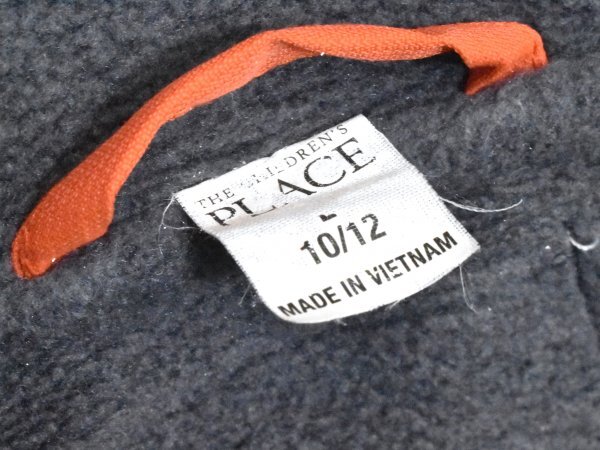 THE CHILDREN'S
PLACE
L
10/12
MADE IN VIETNAM